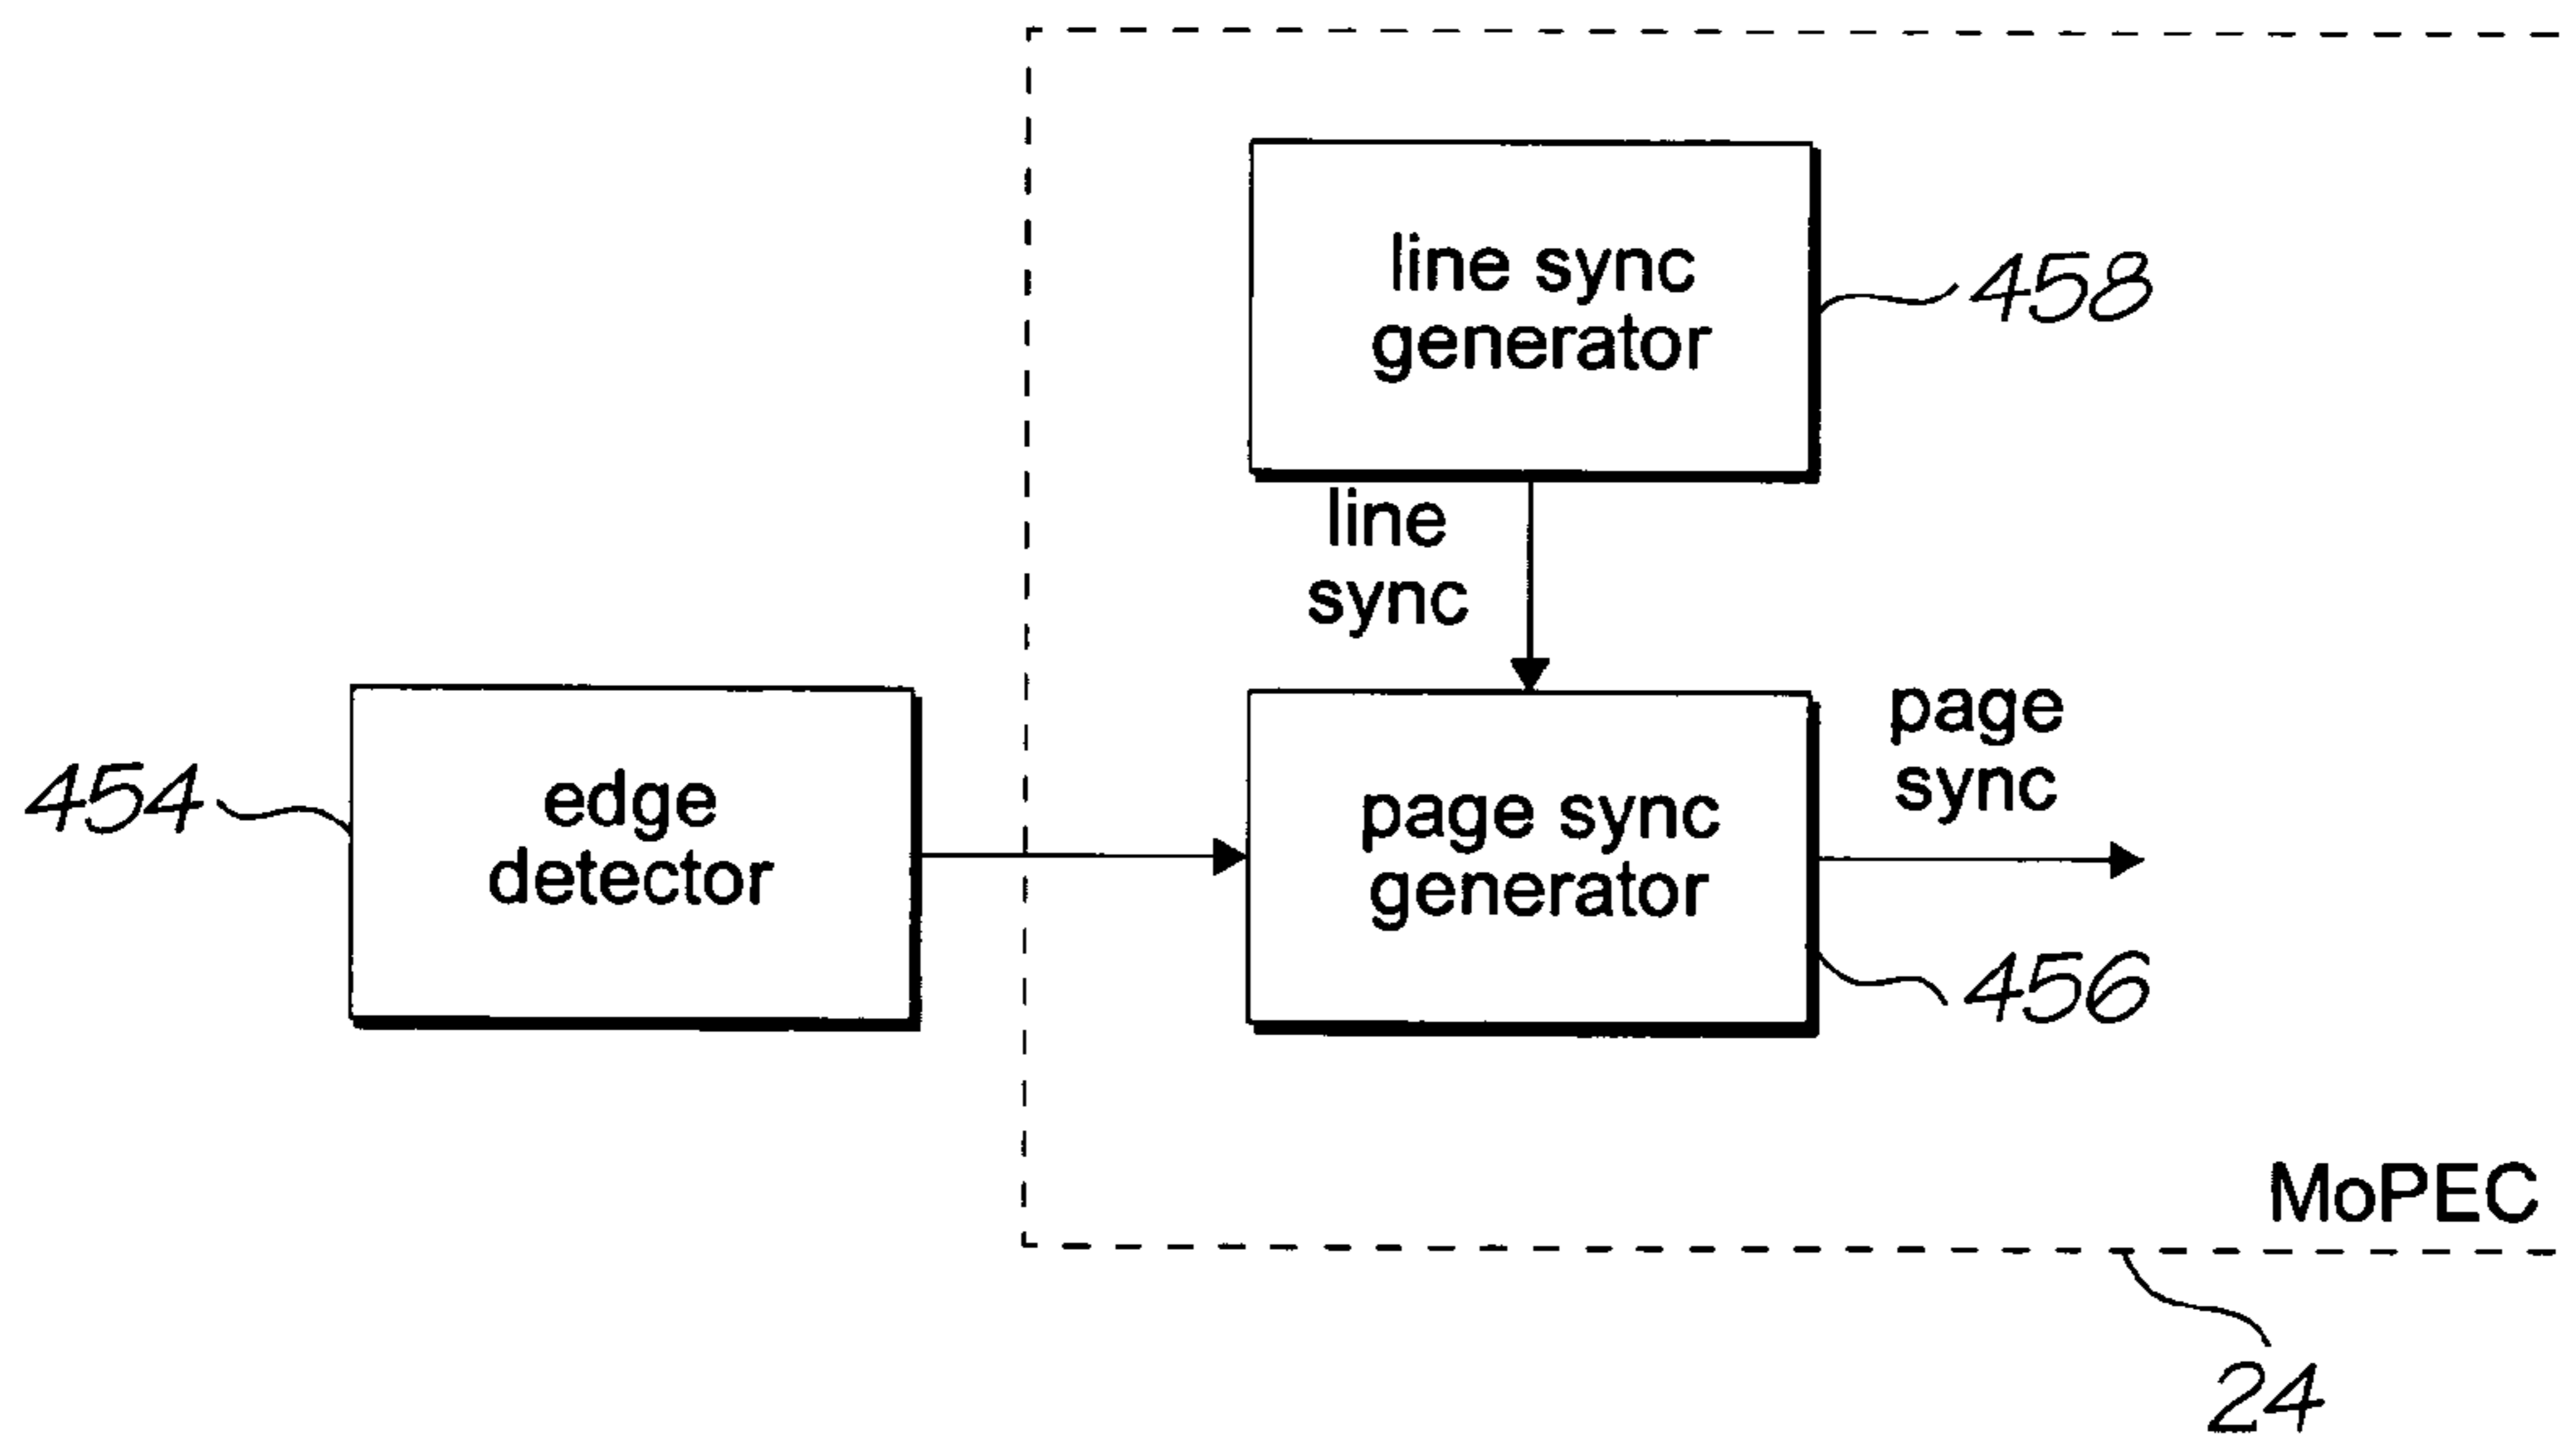 line sync
generator
458
line
sync
454
edge
detector
page sync
generator
page
sync
456
MoPEC
24